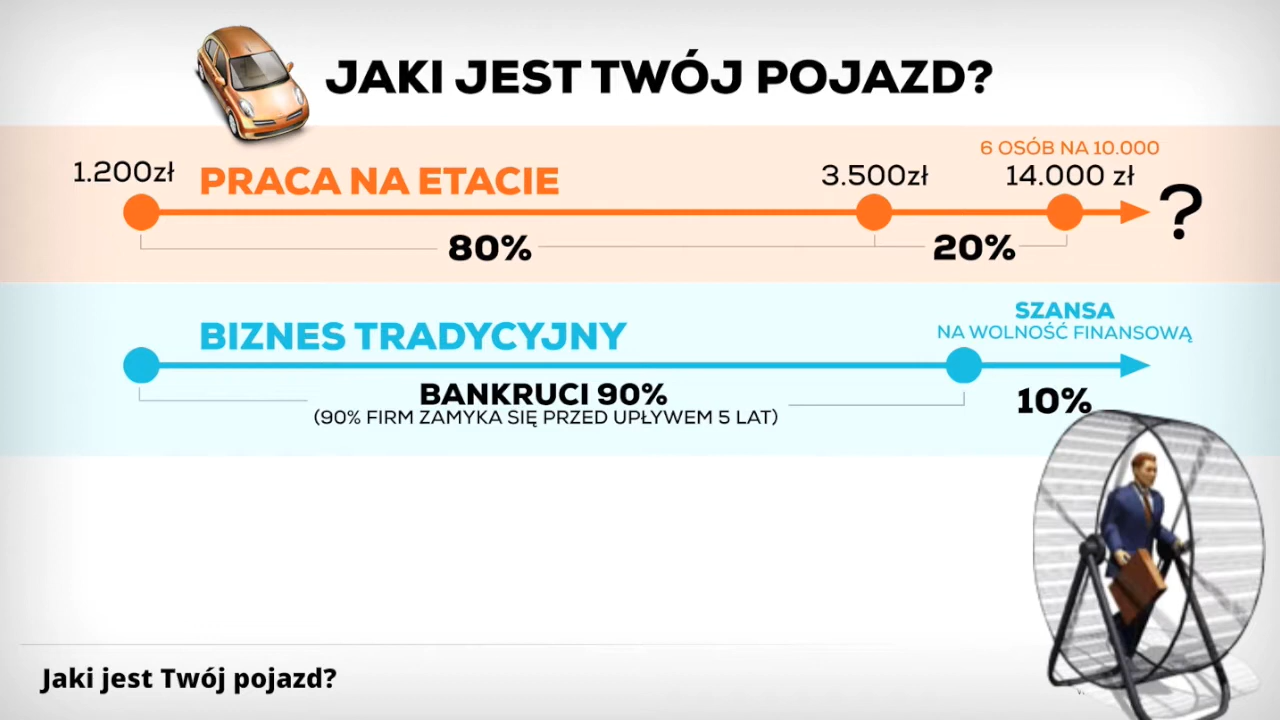 JAKI JEST TWÓJ POJAZD?
6 OSÓB NA 10.000
1.200zł
PRACA NA ETACIE
3.500zł
14.000 zł
?
80%
20%
BIZNES TRADYCYJNY
SZANSA
NA WOLNOŚĆ FINANSOWĄ
BANKRUCI 90%
(90% FIRM ZAMYKA SIĘ PRZED UPŁYWEM 5 LAT)
10%
Jaki jest Twój pojazd?